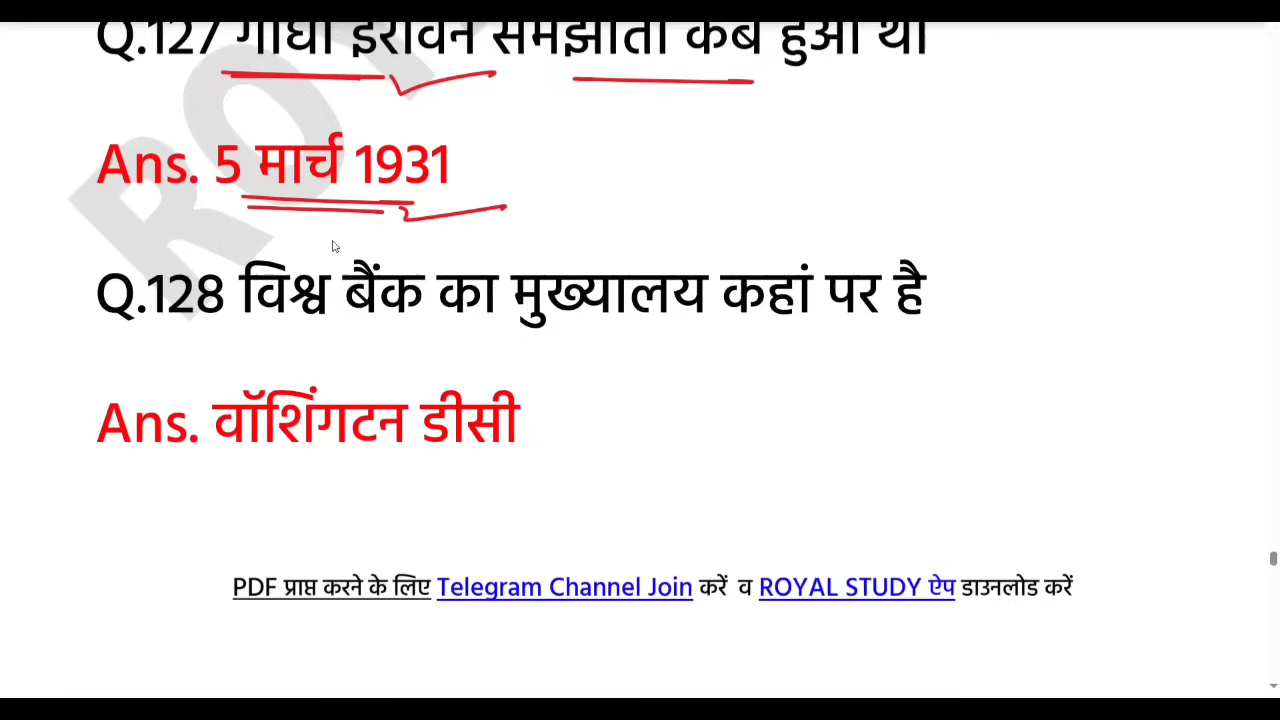 Q.127 गांधी इरविन समझौता कब हुआ था
Ans. 5 मार्च 1931
Q.128 विश्व बैंक का मुख्यालय कहां पर है
Ans. वॉशिंगटन डीसी
PDF प्राप्त करने के लिए Telegram Channel Join करें व ROYAL STUDY ऐप डाउनलोड करें